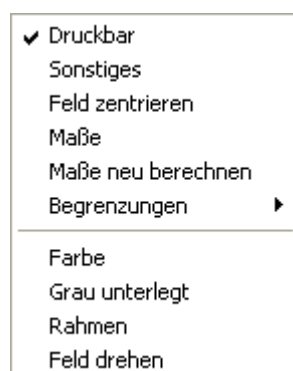 Druckbar
Sonstiges
Feld zentrieren
Maße
Maße neu berechnen
Begrenzungen
Farbe
Grau unterlegt
Rahmen
Feld drehen